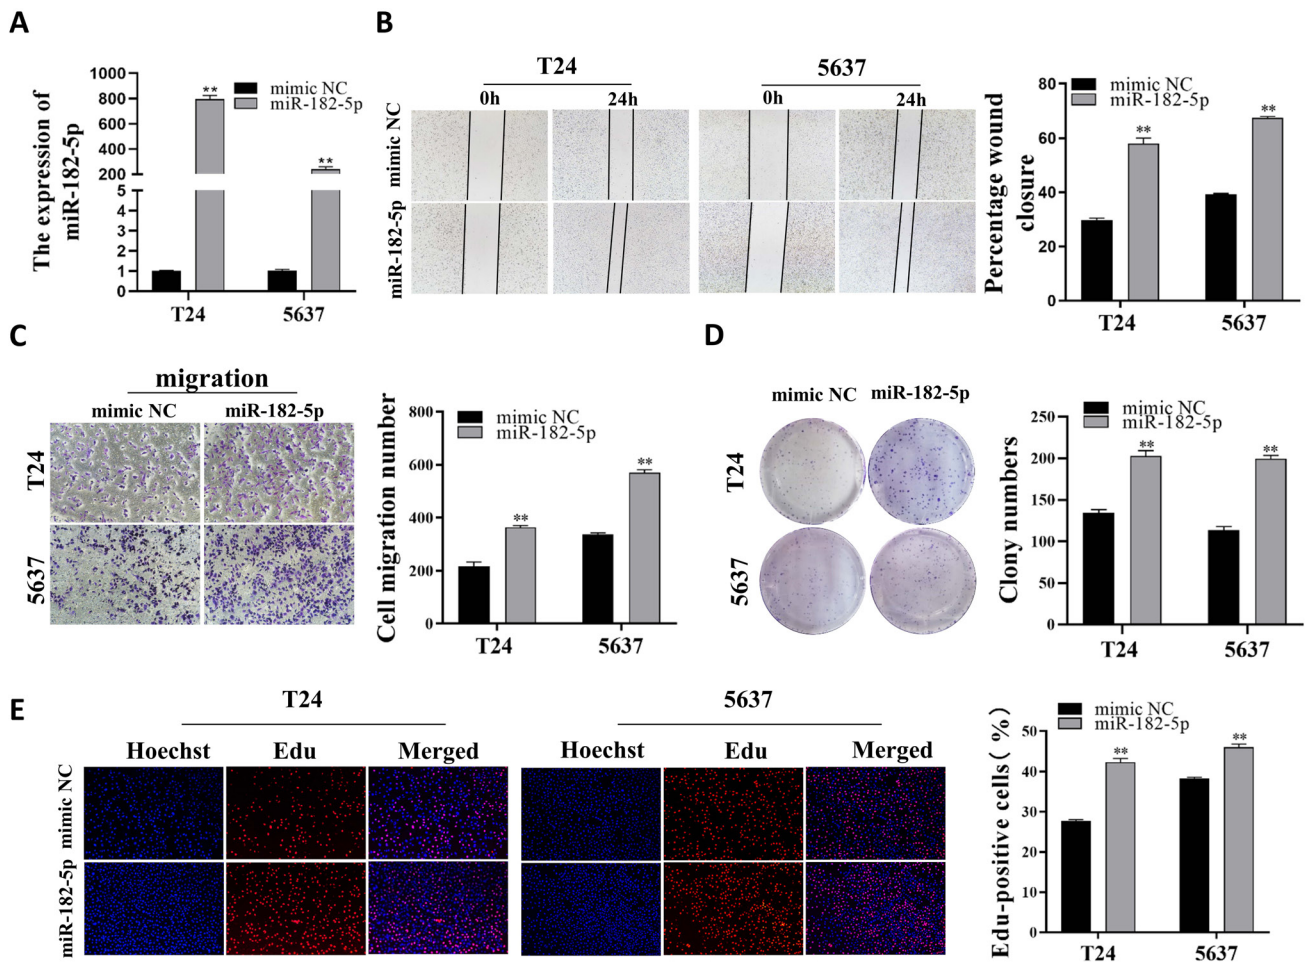 A
The expression of
miR-182-5p
1000
800
600
400
200
5
4
3
2
1
0
**
**
mimic NC
miR-182-5p
T24
5637
B
T24
5637
0h
24h
0h
24h
mimic NC
miR-182-5p
Percentage wound
closure
80
60
40
20
0
mimic NC
miR-182-5p
**
**
T24
5637
C
migration
mimic NC
miR-182-5p
T24
5637
Cell migration number
800
600
400
200
0
mimic NC
miR-182-5p
**
**
T24
5637
D
mimic NC
miR-182-5p
T24
5637
Clony numbers
250
200
150
100
50
0
mimic NC
miR-182-5p
**
**
T24
5637
E
T24
5637
Hoechst
Edu
Merged
Hoechst
Edu
Merged
mimic NC
miR-182-5p
Edu-positive cells( %)
50
40
30
20
10
0
mimic NC
miR-182-5p
**
**
T24
5637